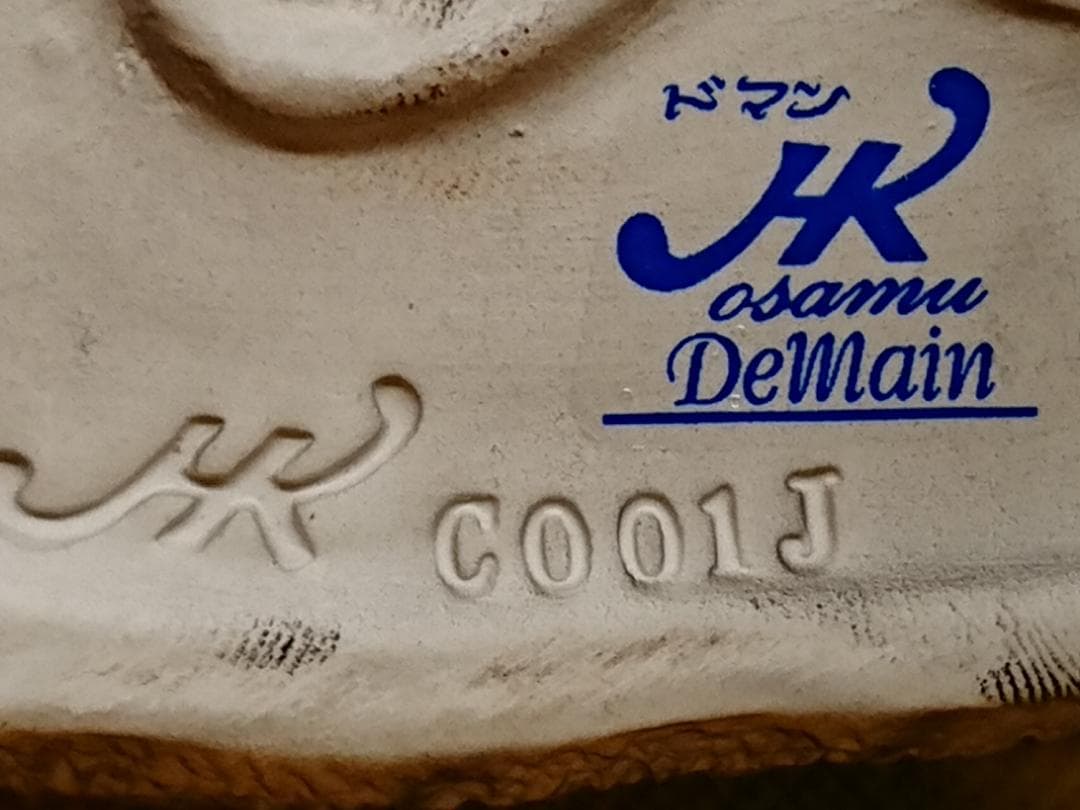 ドマン
HK
osamu
DeMain
HK C001J